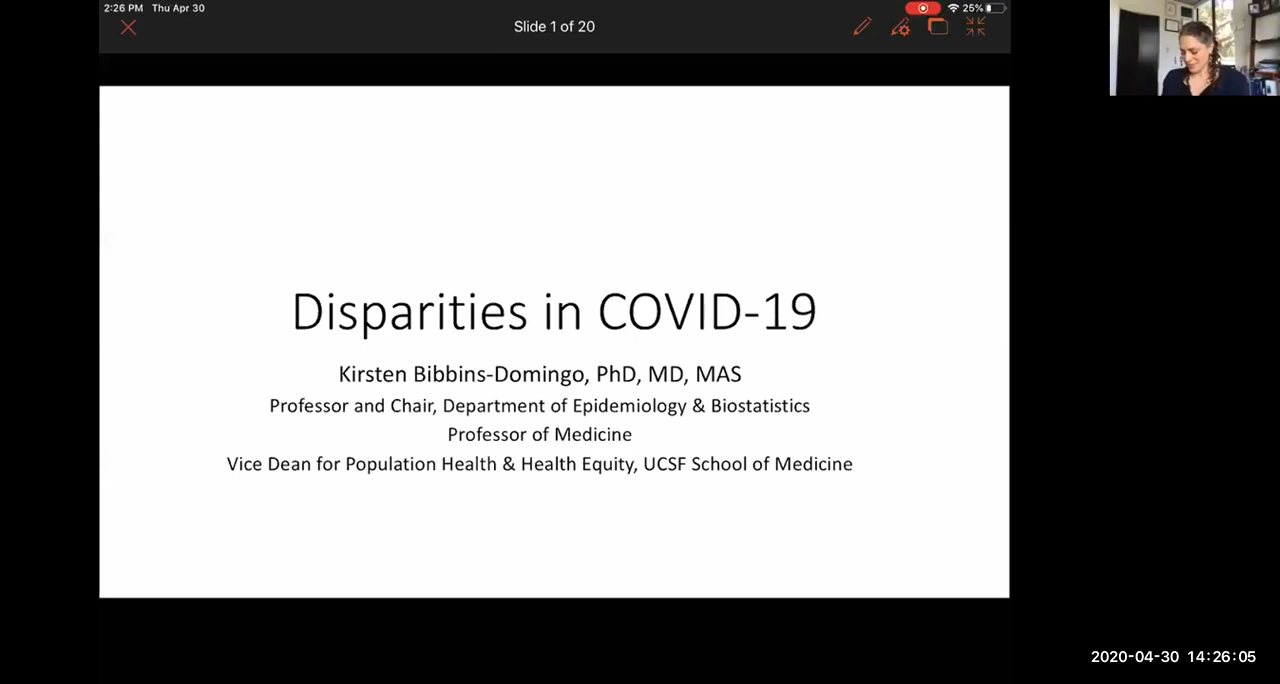 2:26 PM Thu Apr 30
25%
Slide 1 of 20
Disparities in COVID-19
Kirsten Bibbins-Domingo, PhD, MD, MAS
Professor and Chair, Department of Epidemiology & Biostatistics
Professor of Medicine
Vice Dean for Population Health & Health Equity, UCSF School of Medicine
2020-04-30 14:26:05